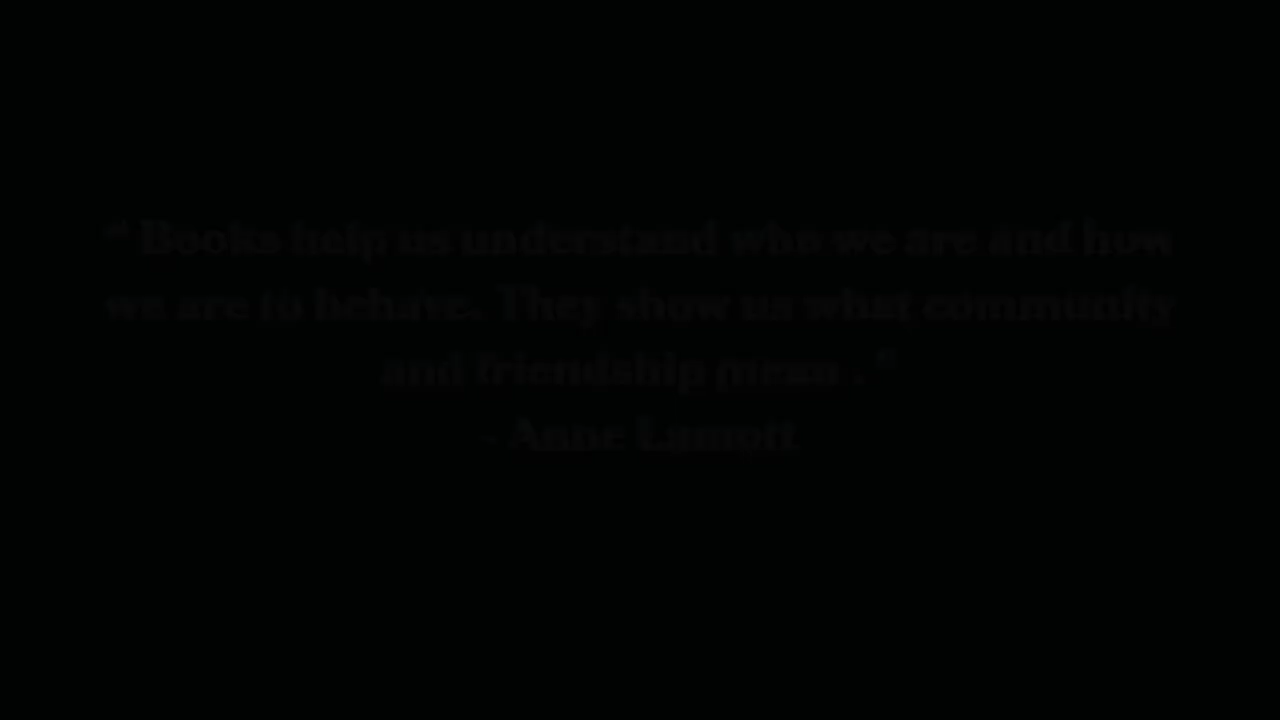 " Books help us understand who we are and how
we are to behave. They show us what community
and friendship mean. "
- Anne Lamott